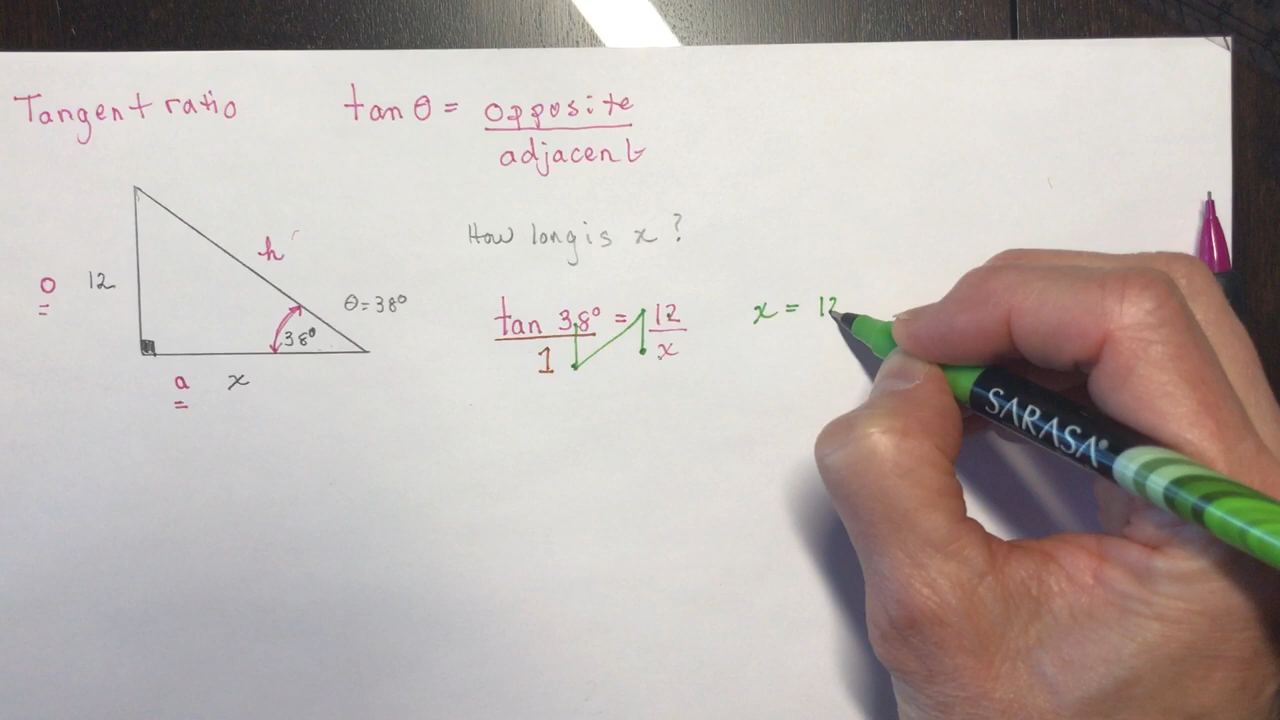 Tangent ratio
tan θ = opposite
adjacent
How long is x ?
h
o 12
θ = 38°
38°
a x
tan 38° = 12
1 x
x = 12
SARASA®